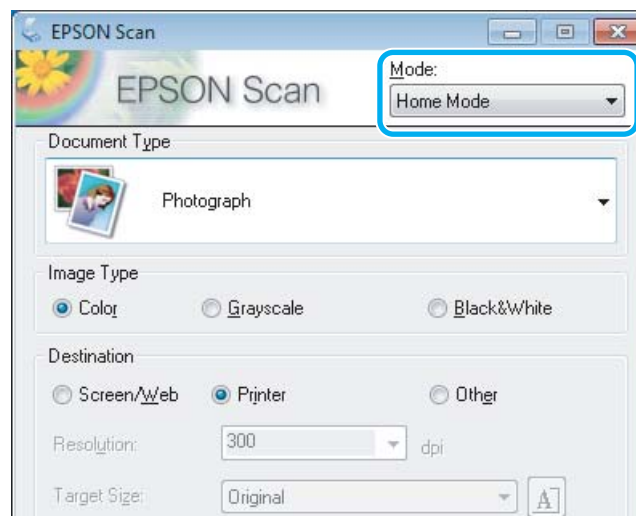 EPSON Scan
EPSON Scan
Mode:
Home Mode
Document Type
Photograph
Image Type
Color Grayscale Black&White
Destination
Screen/Web Printer Other
Resolution: 300 dpi
Target Size: Original A